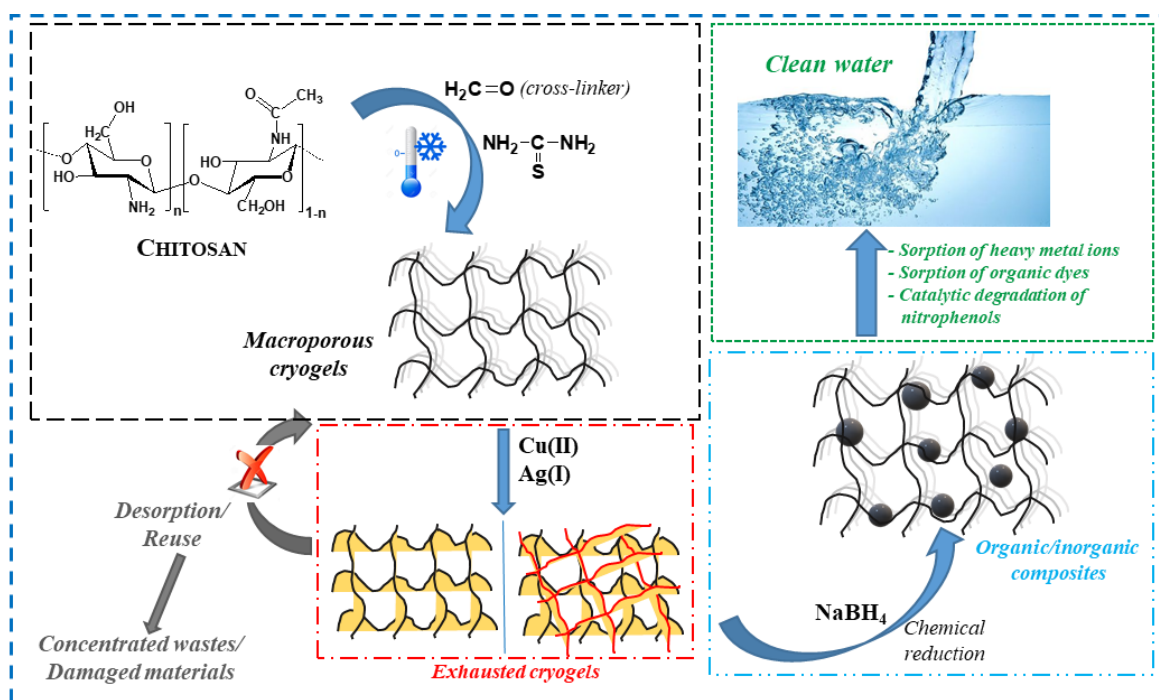 H₂C=O (cross-linker)
NH₂-C-NH₂
S
0-
OH
H₂C
O
O
HO
NH₂
n
O
CH₃
NH
HO
O
O
CH₂OH
1-n
CHITOSAN
Macroporous
cryogels
Clean water
- Sorption of heavy metal ions
- Sorption of organic dyes
- Catalytic degradation of
nitrophenols
Cu(II)
Ag(I)
Desorption/
Reuse
Concentrated wastes/
Damaged materials
Exhausted cryogels
Organic/inorganic
composites
NaBH₄
Chemical
reduction